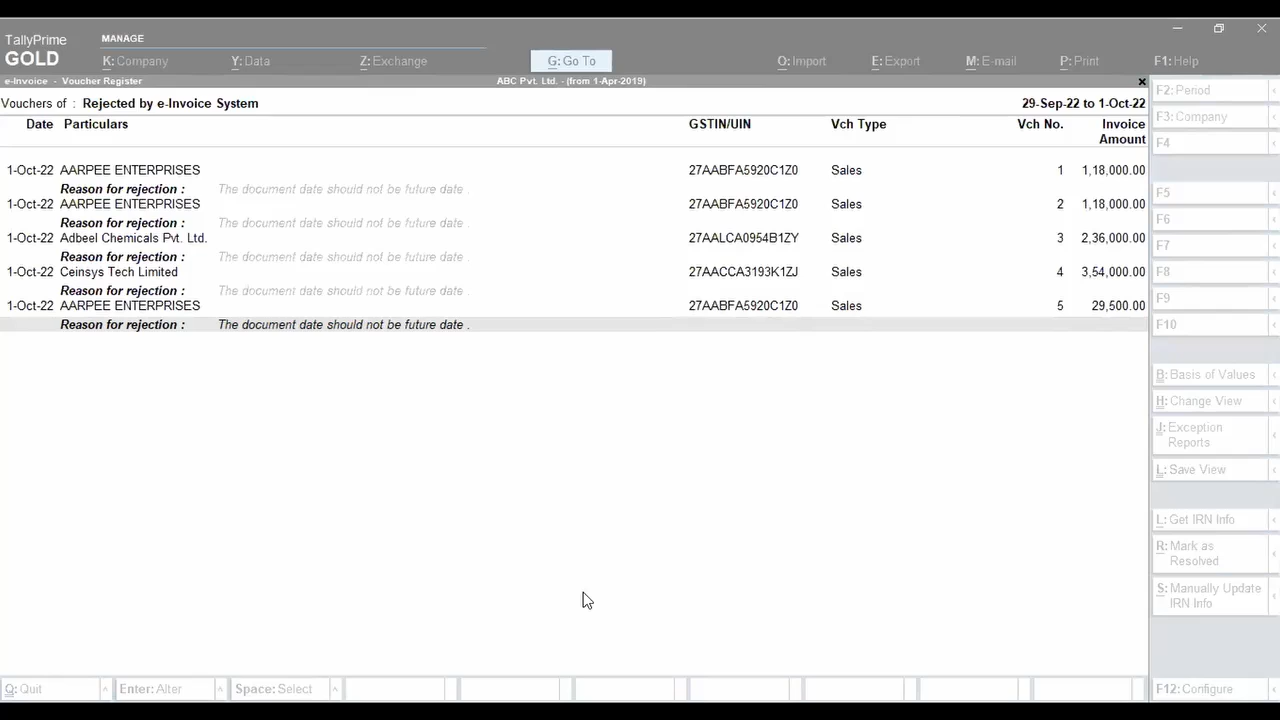 TallyPrime
GOLD
MANAGE
K: Company
Y: Data
Z: Exchange
G: Go To
O: Import
E: Export
M: E-mail
P: Print
F1: Help
e-Invoice - Voucher Register
ABC Pvt. Ltd. - (from 1-Apr-2019)
Vouchers of : Rejected by e-Invoice System
29-Sep-22 to 1-Oct-22
Date Particulars GSTIN/UIN Vch Type Vch No. Invoice
Amount
1-Oct-22 AARPEE ENTERPRISES 27AABFA5920C1Z0 Sales 1 1,18,000.00
Reason for rejection : The document date should not be future date .
1-Oct-22 AARPEE ENTERPRISES 27AABFA5920C1Z0 Sales 2 1,18,000.00
Reason for rejection : The document date should not be future date .
1-Oct-22 Adbeel Chemicals Pvt. Ltd. 27AALCA0954B1ZY Sales 3 2,36,000.00
Reason for rejection : The document date should not be future date .
1-Oct-22 Ceinsys Tech Limited 27AACCA3193K1ZJ Sales 4 3,54,000.00
Reason for rejection : The document date should not be future date .
1-Oct-22 AARPEE ENTERPRISES 27AABFA5920C1Z0 Sales 5 29,500.00
Reason for rejection : The document date should not be future date .
F2: Period
F3: Company
F4
F5
F6
F7
F8
F9
F10
B: Basis of Values
H: Change View
J: Exception
Reports
L: Save View
L: Get IRN Info
R: Mark as
Resolved
S: Manually Update
IRN Info
F12: Configure
Q: Quit
Enter: Alter
Space: Select